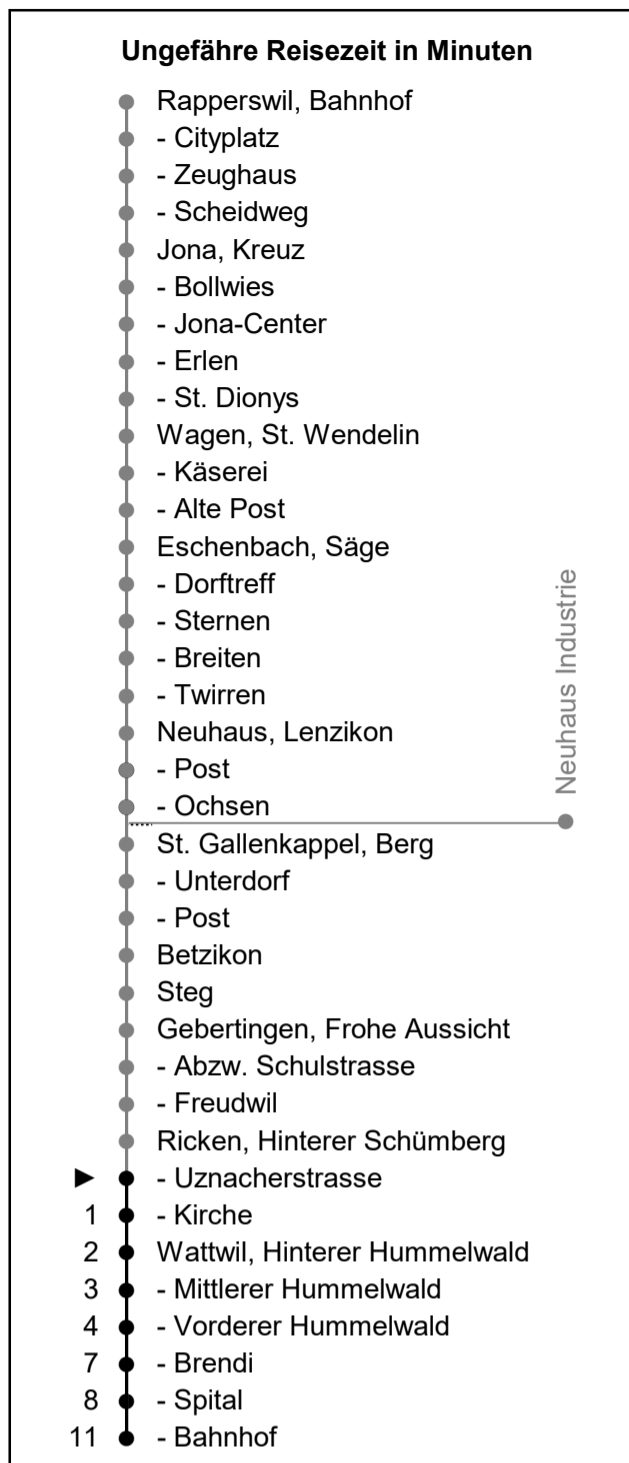 Ungefähre Reisezeit in Minuten
Rapperswil, Bahnhof
- Cityplatz
- Zeughaus
- Scheidweg
Jona, Kreuz
- Bollwies
- Jona-Center
- Erlen
- St. Dionys
Wagen, St. Wendelin
- Käserei
- Alte Post
Eschenbach, Säge
- Dorftreff
- Sternen
- Breiten
- Twirren
Neuhaus, Lenzikon
- Post
- Ochsen
Neuhaus Industrie
St. Gallenkappel, Berg
- Unterdorf
- Post
Betzikon
Steg
Gebertingen, Frohe Aussicht
- Abzw. Schulstrasse
- Freudwil
Ricken, Hinterer Schümberg
► - Uznacherstrasse
1 - Kirche
2 Wattwil, Hinterer Hummelwald
3 - Mittlerer Hummelwald
4 - Vorderer Hummelwald
7 - Brendi
8 - Spital
11 - Bahnhof